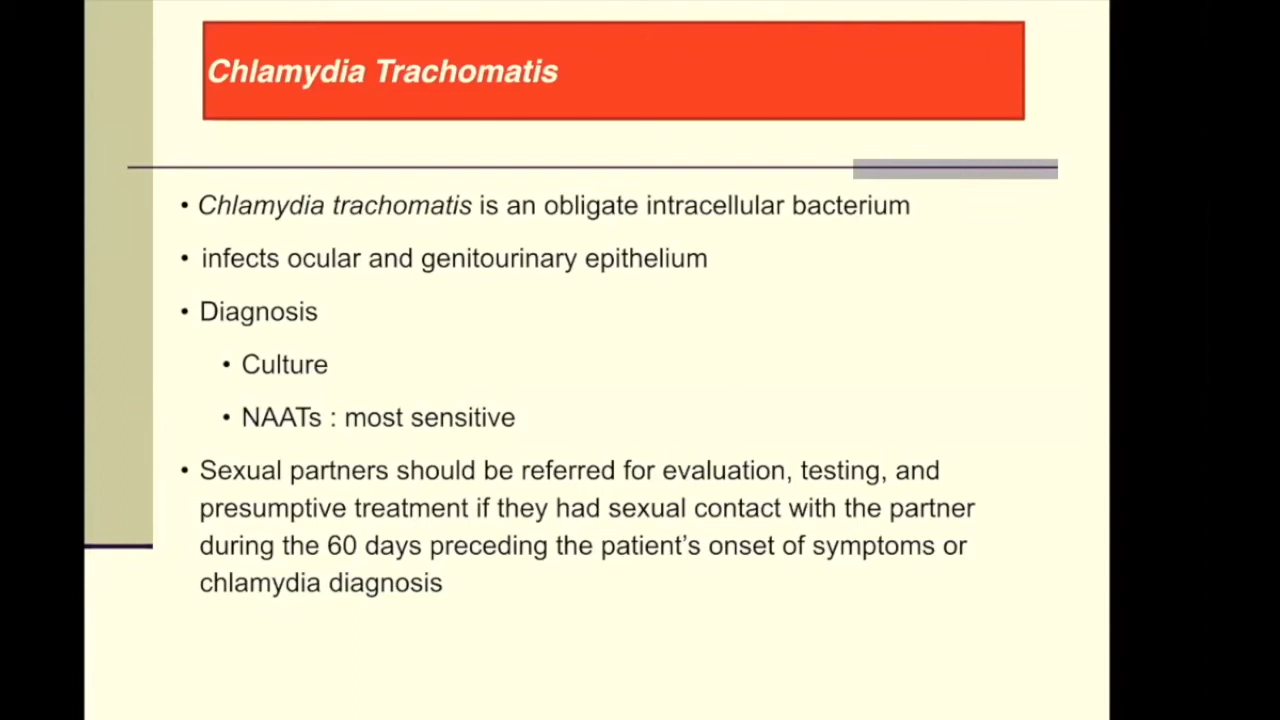 Chlamydia Trachomatis
• Chlamydia trachomatis is an obligate intracellular bacterium
• infects ocular and genitourinary epithelium
• Diagnosis
• Culture
• NAATs : most sensitive
• Sexual partners should be referred for evaluation, testing, and
presumptive treatment if they had sexual contact with the partner
during the 60 days preceding the patient’s onset of symptoms or
chlamydia diagnosis